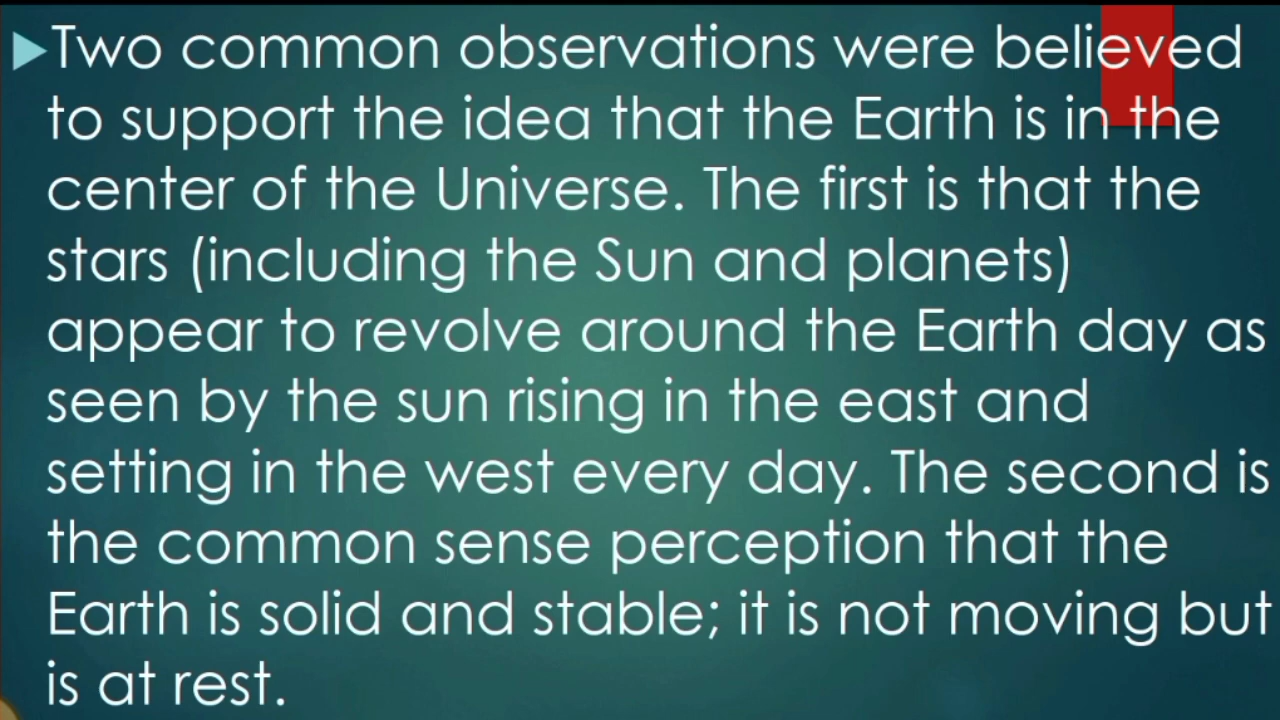 Two common observations were believed
to support the idea that the Earth is in the
center of the Universe. The first is that the
stars (including the Sun and planets)
appear to revolve around the Earth day as
seen by the sun rising in the east and
setting in the west every day. The second is
the common sense perception that the
Earth is solid and stable; it is not moving but
is at rest.